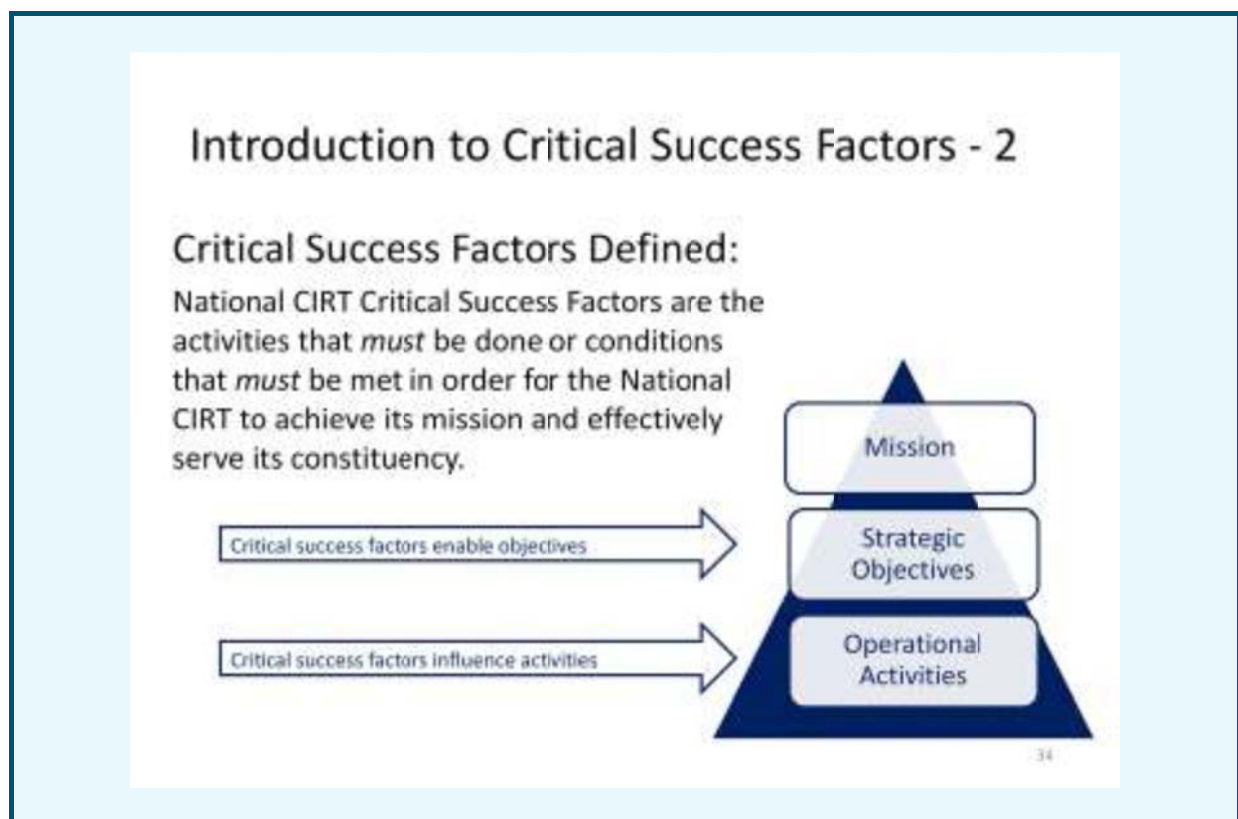 Introduction to Critical Success Factors - 2
Critical Success Factors Defined:
National CIRT Critical Success Factors are the
activities that must be done or conditions
that must be met in order for the National
CIRT to achieve its mission and effectively
serve its constituency.
Mission
Critical success factors enable objectives
Strategic
Objectives
Critical success factors influence activities
Operational
Activities
34